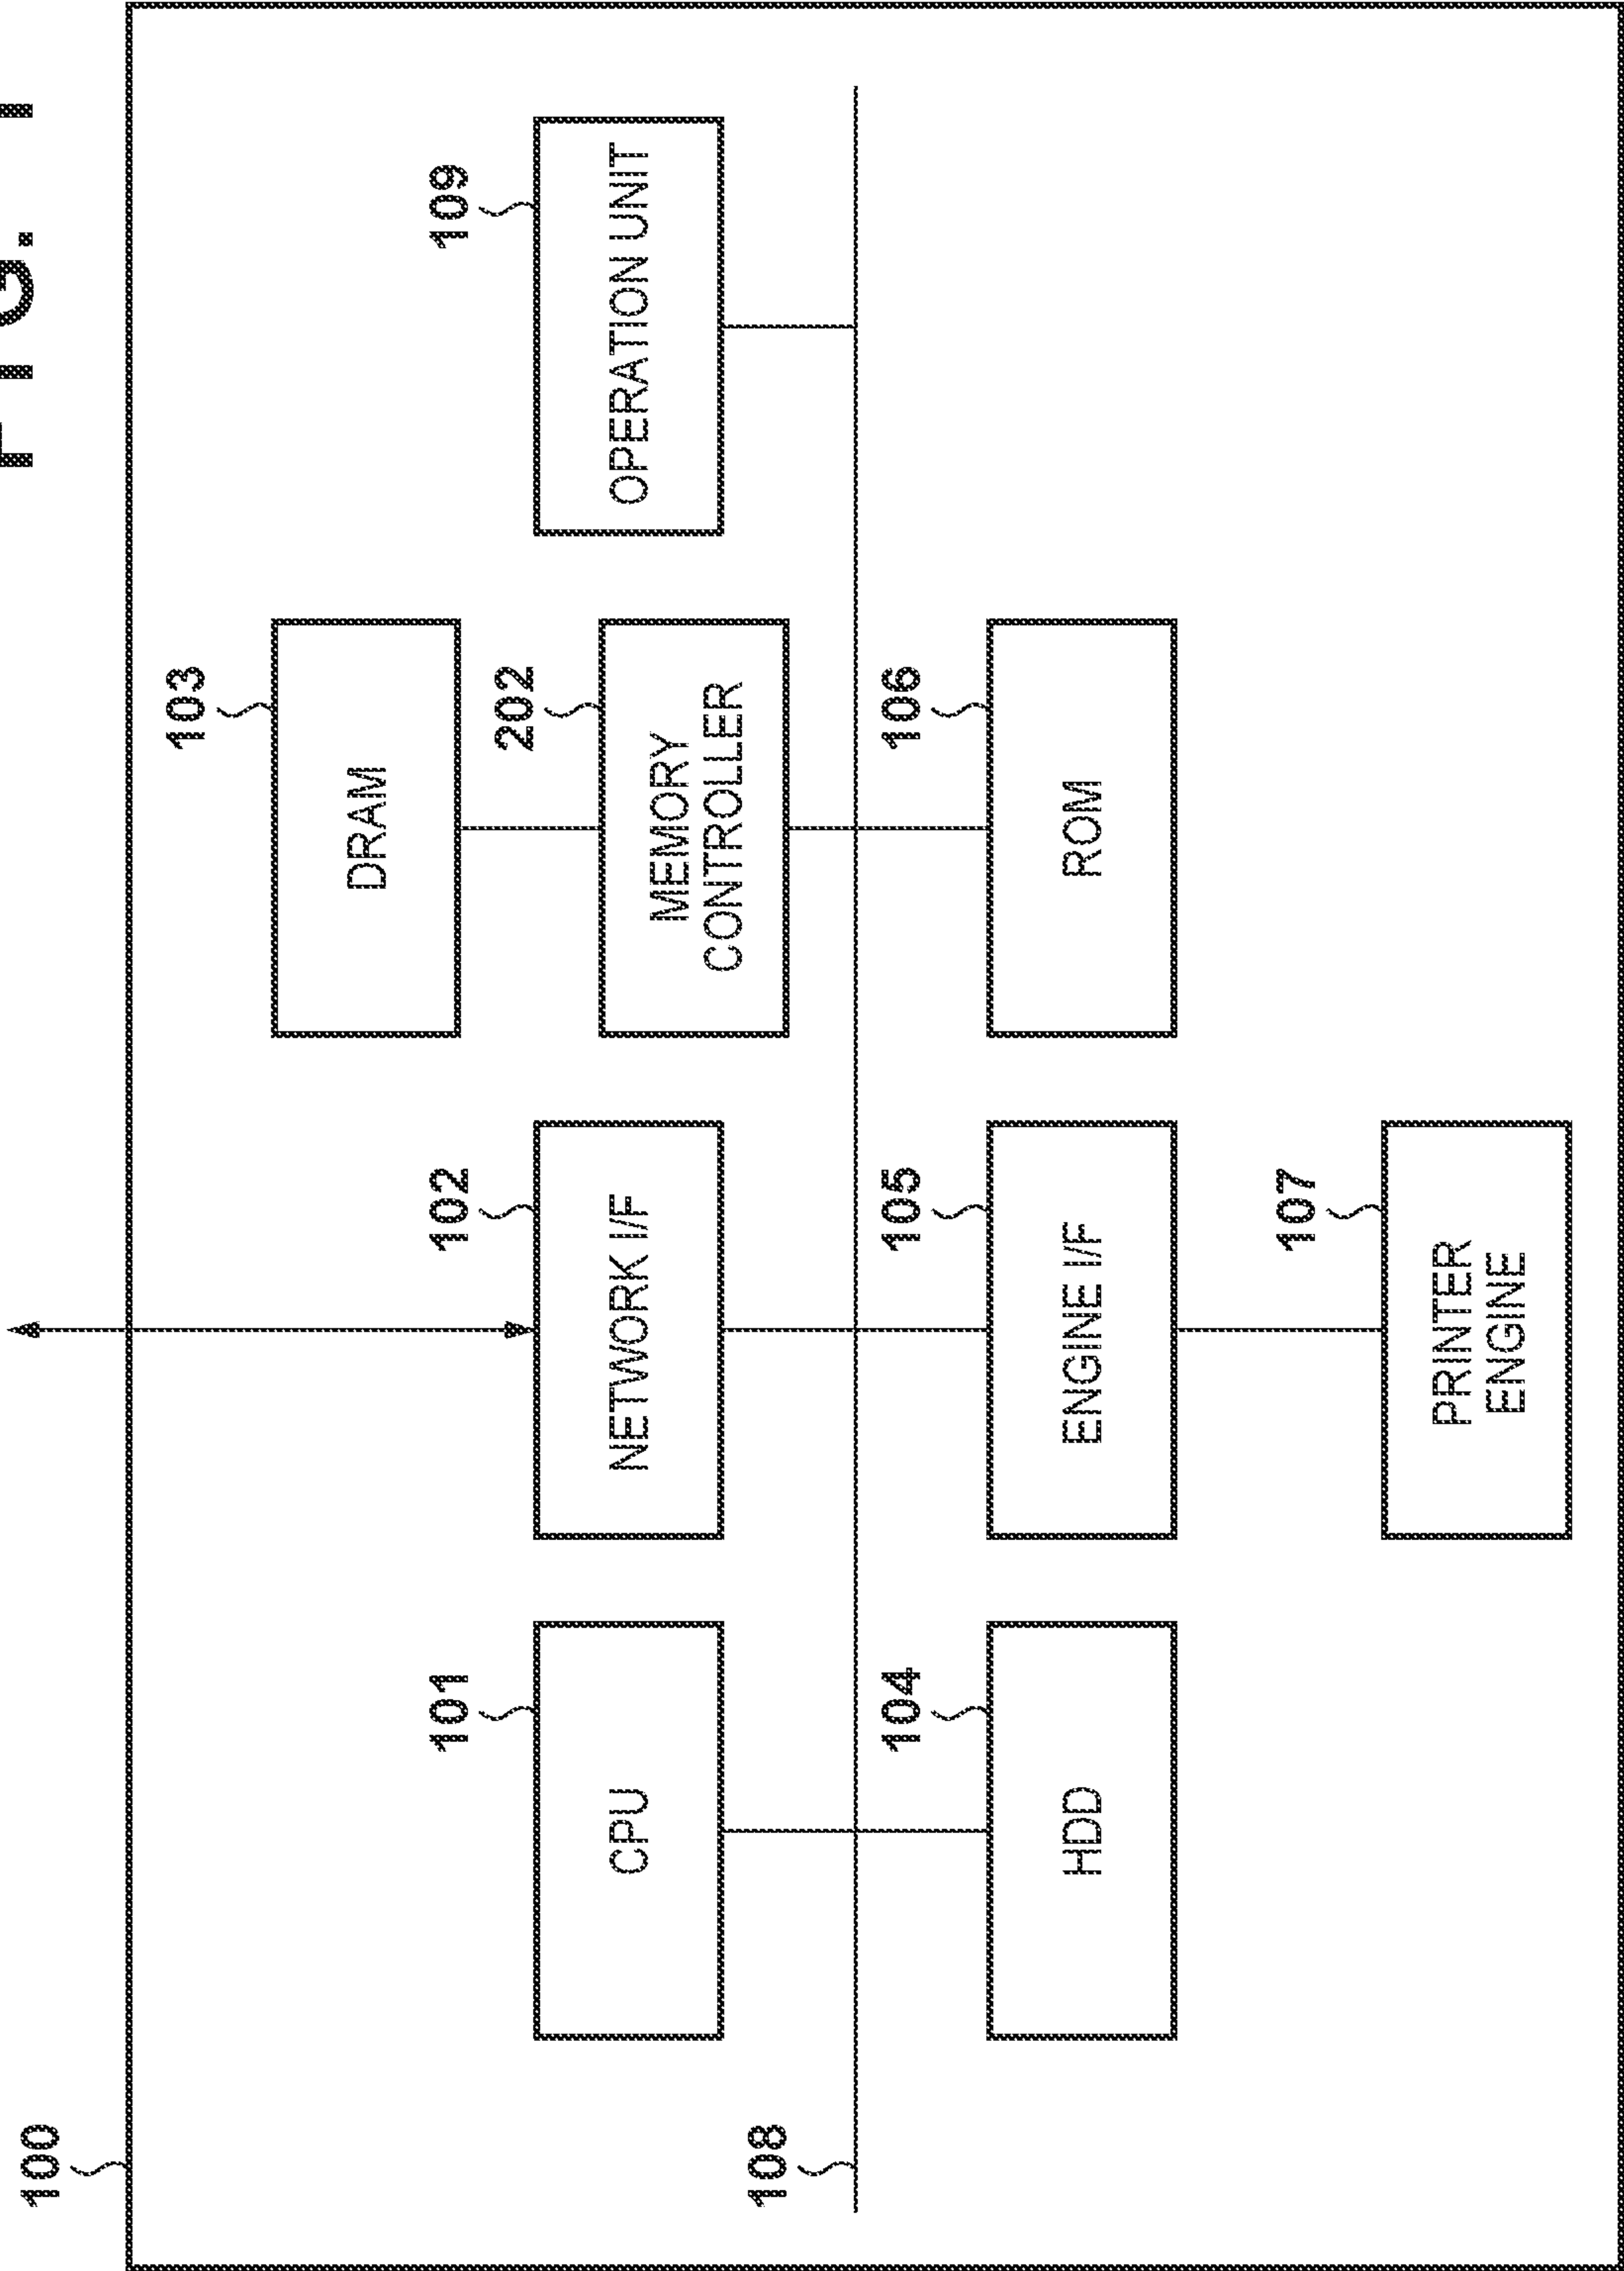 FIG. 1
100
103
DRAM
101
102
202
109
CPU
NETWORK I/F
MEMORY
CONTROLLER
OPERATION UNIT
108
104
105
106
HDD
ENGINE I/F
ROM
107
PRINTER
ENGINE